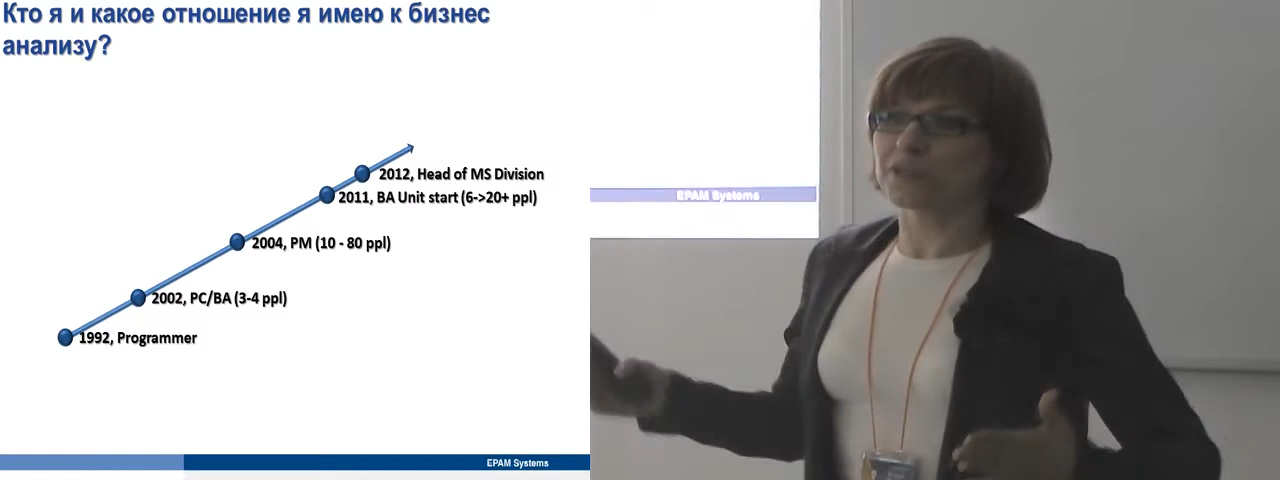 Кто я и какое отношение я имею к бизнес
анализу?
2012, Head of MS Division
2011, BA Unit start (6->20+ ppl)
2004, PM (10 - 80 ppl)
2002, PC/BA (3-4 ppl)
1992, Programmer
EPAM Systems
EPAM Systems